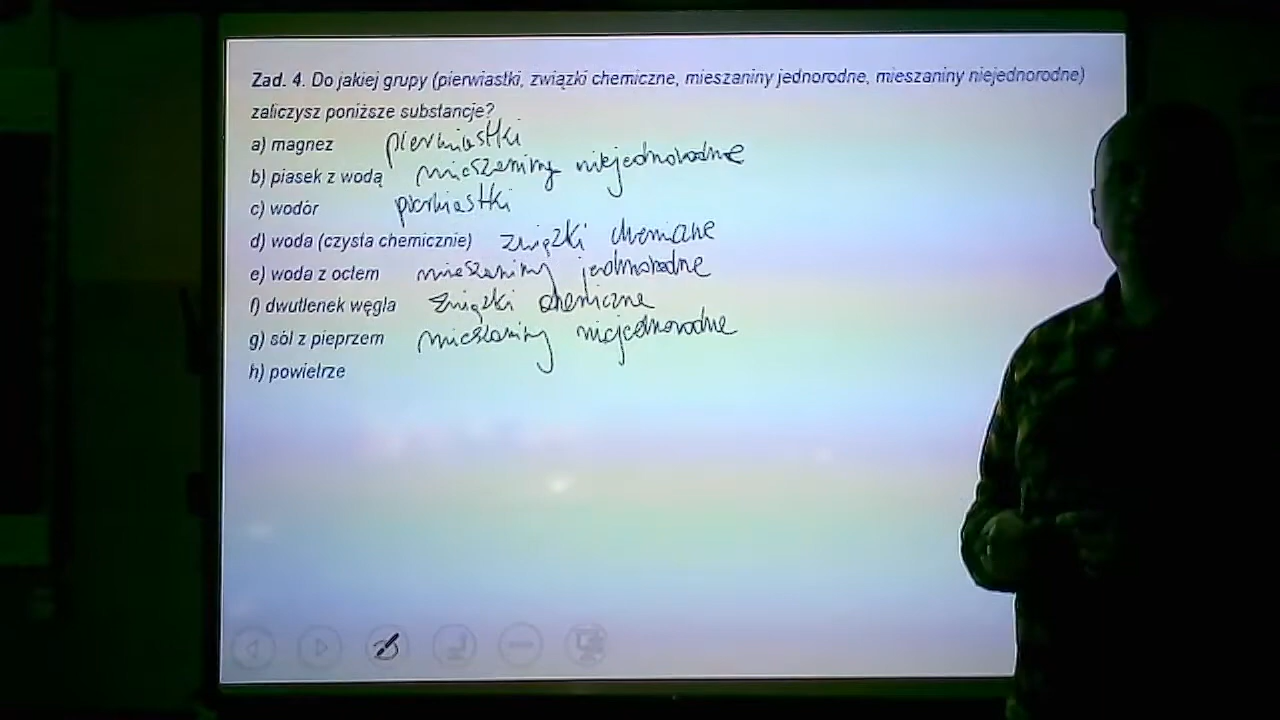 Zad. 4. Do jakiej grupy (pierwiastki, związki chemiczne, mieszaniny jednorodne, mieszaniny niejednorodne)
zaliczysz poniższe substancje?
a) magnez pierwiastki
b) piasek z wodą mieszaniny niejednorodne
c) wodór pierwiastki
d) woda (czysta chemicznie) związki chemiczne
e) woda z octem mieszaniny jednorodne
f) dwutlenek węgla związki chemiczne
g) sól z pieprzem mieszaniny niejednorodne
h) powietrze